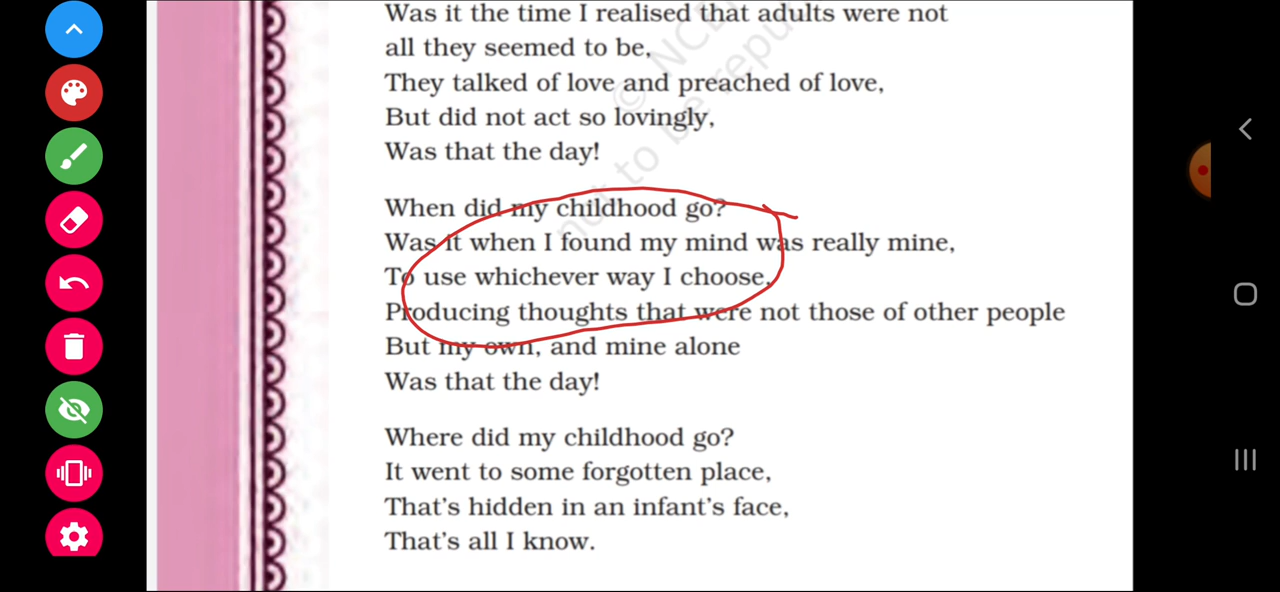 Was it the time I realised that adults were not
all they seemed to be,
They talked of love and preached of love,
But did not act so lovingly,
Was that the day!
When did my childhood go?
Was it when I found my mind was really mine,
To use whichever way I choose,
Producing thoughts that were not those of other people
But my own, and mine alone
Was that the day!
Where did my childhood go?
It went to some forgotten place,
That's hidden in an infant's face,
That's all I know.